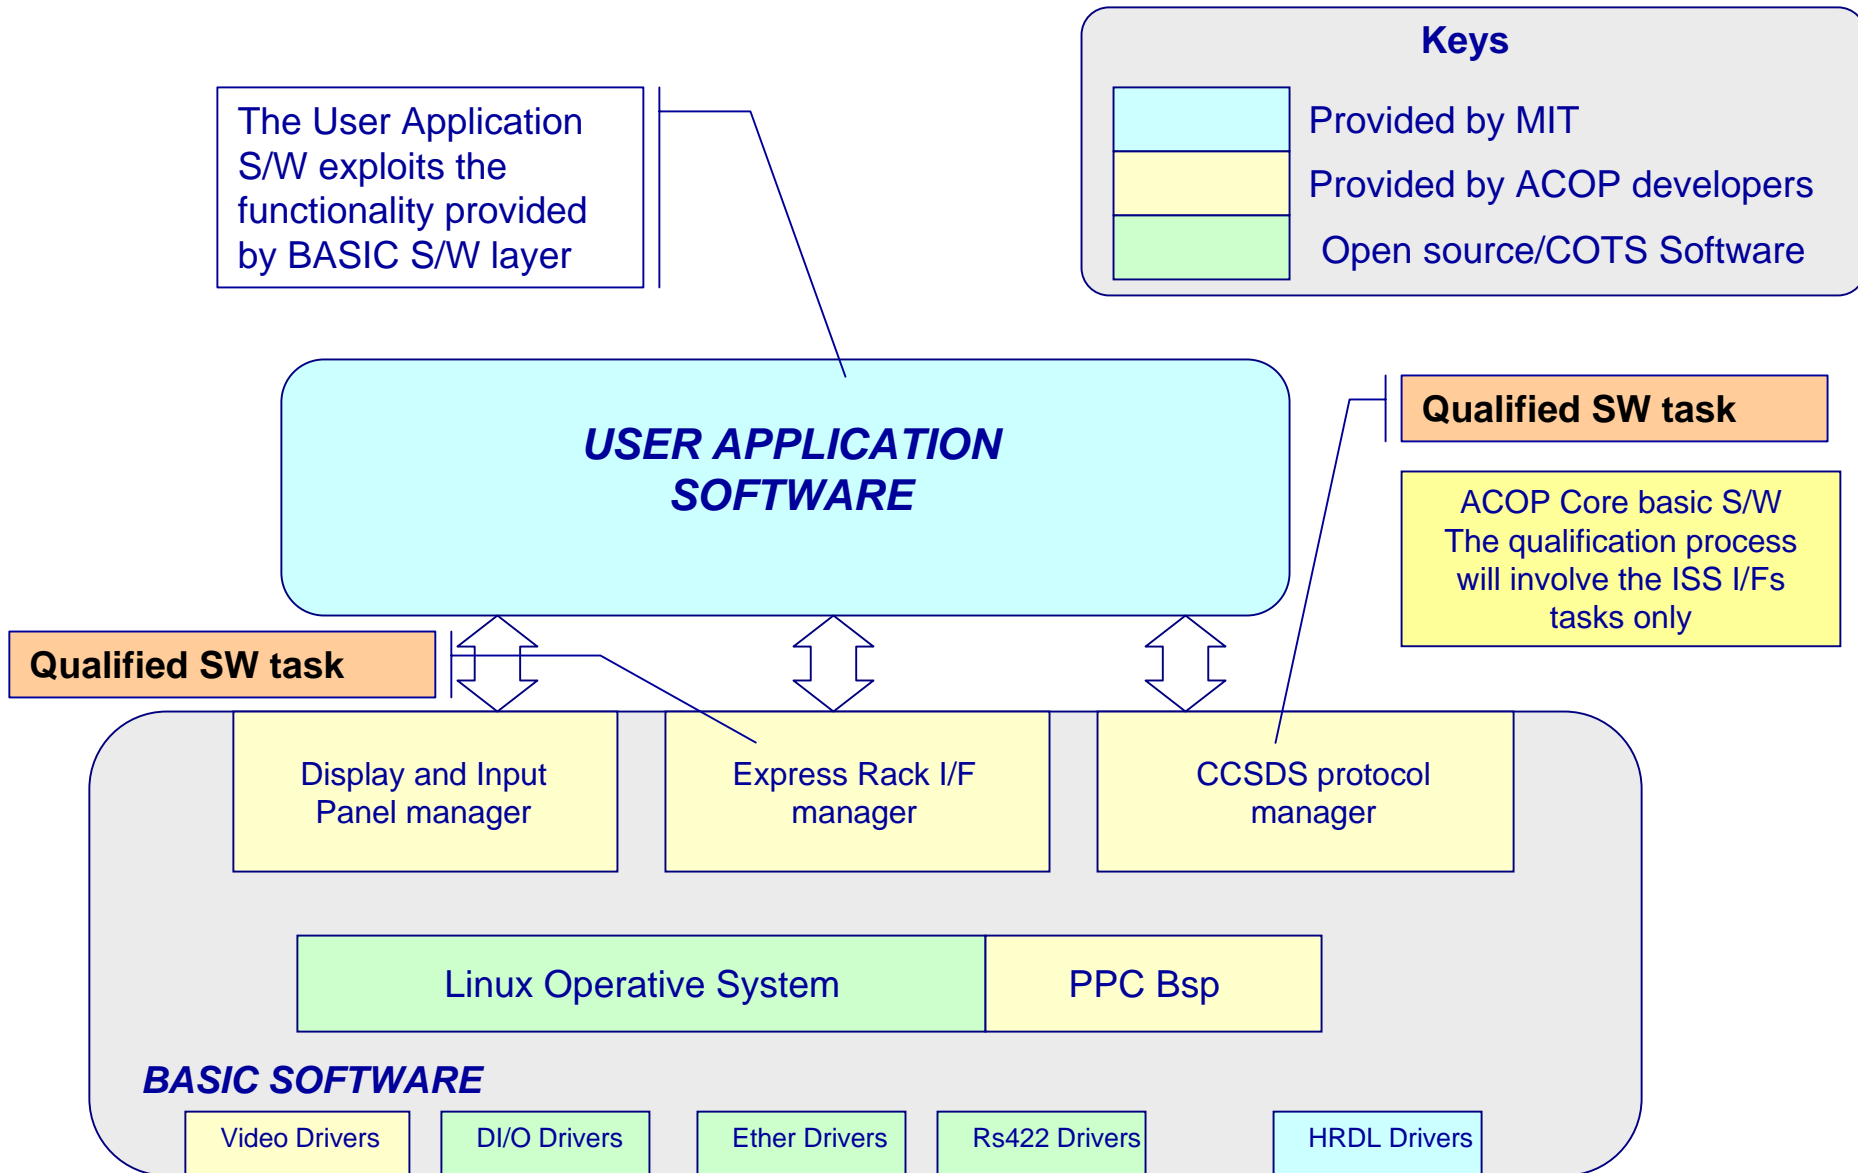 Keys
Provided by MIT
Provided by ACOP developers
Open source/COTS Software
The User Application
S/W exploits the
functionality provided
by BASIC S/W layer
USER APPLICATION
SOFTWARE
Qualified SW task
ACOP Core basic S/W
The qualification process
will involve the ISS I/Fs
tasks only
Qualified SW task
Display and Input
Panel manager
Express Rack I/F
manager
CCSDS protocol
manager
Linux Operative System
PPC Bsp
BASIC SOFTWARE
Video Drivers
DI/O Drivers
Ether Drivers
Rs422 Drivers
HRDL Drivers